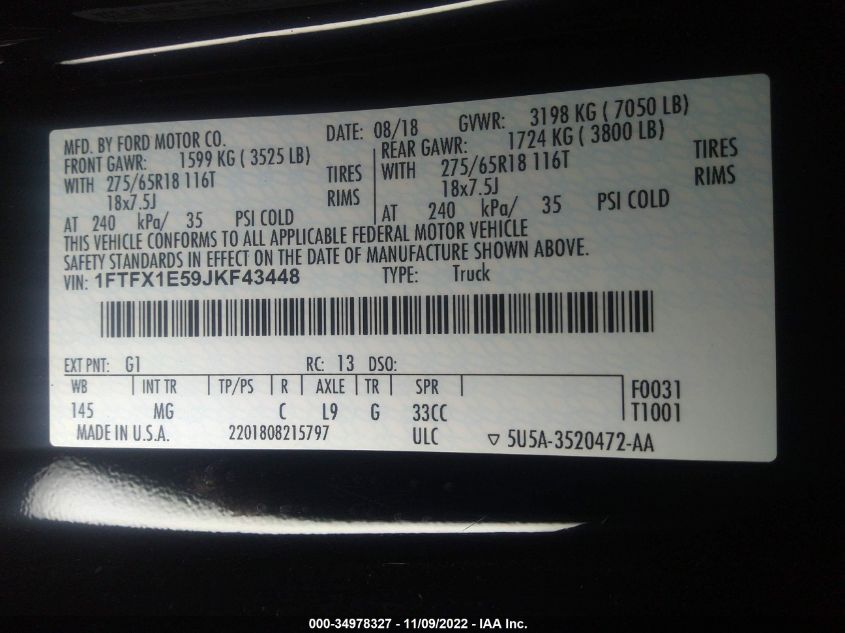 MFD. BY FORD MOTOR CO. DATE: 08/18 GVWR: 3198 KG ( 7050 LB)
FRONT GAWR: 1599 KG ( 3525 LB) REAR GAWR: 1724 KG ( 3800 LB)
WITH 275/65R18 116T TIRES WITH 275/65R18 116T TIRES
18x7.5J RIMS 18x7.5J RIMS
AT 240 kPa/ 35 PSI COLD AT 240 kPa/ 35 PSI COLD
THIS VEHICLE CONFORMS TO ALL APPLICABLE FEDERAL MOTOR VEHICLE
SAFETY STANDARDS IN EFFECT ON THE DATE OF MANUFACTURE SHOWN ABOVE.
VIN: 1FTFX1E59JKF43448 TYPE: Truck
EXT PNT: G1 RC: 13 DSO:
WB INT TR TP/PS R AXLE TR SPR F0031
145 MG C L9 G 33CC T1001
MADE IN U.S.A. 2201808215797 ULC ▽ 5U5A-3520472-AA
000-34978327 - 11/09/2022 - IAA Inc.